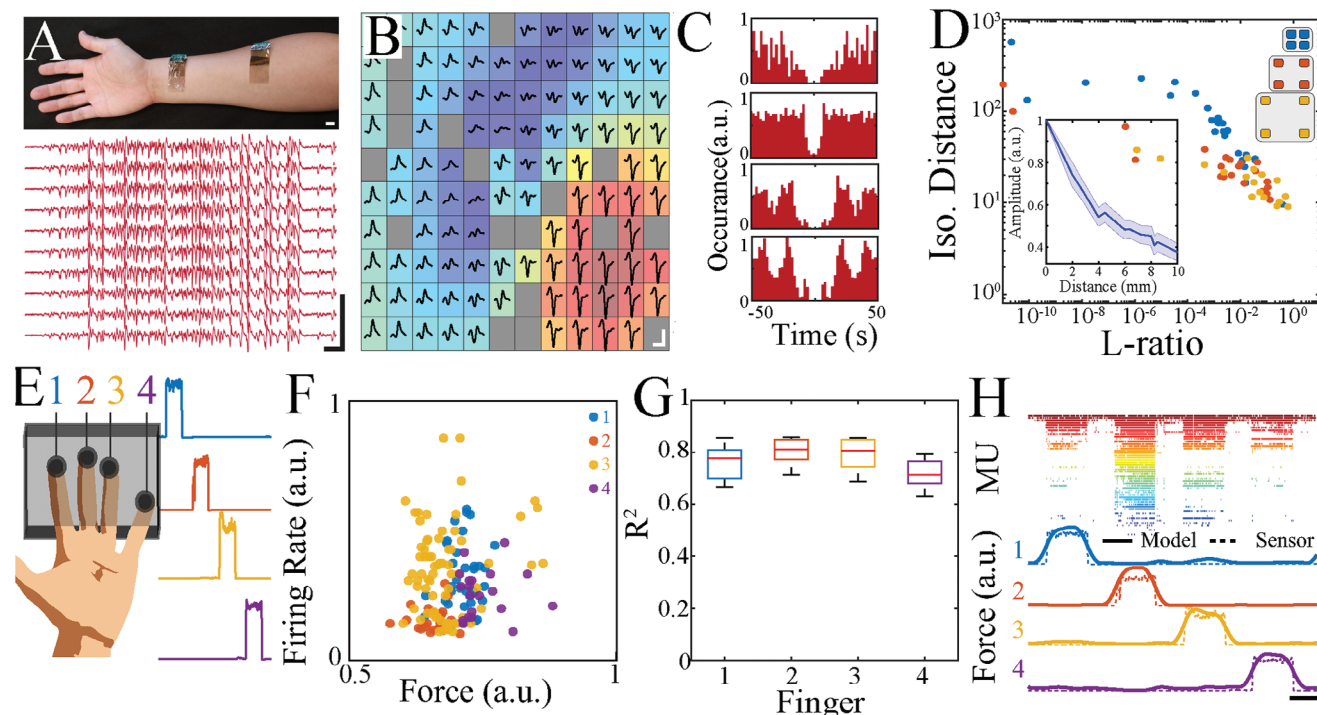 A
B
C
1
0
1
0
1
0
1
0
-50
50
Occurance(a.u.)
Time (s)
D
10³
10²
10¹
10⁰
Iso. Distance
10⁻¹⁰
10⁻⁸
10⁻⁶
10⁻⁴
10⁻²
10⁰
L-ratio
1
0.8
0.6
0.4
Amplitude (a.u.)
0
2
4
6
8
10
Distance (mm)
E
1
2
3
4
F
1
0
Firing Rate (a.u.)
0.5
1
Force (a.u.)
1
2
3
4
G
1
0.8
0.6
0.4
0.2
0
R²
1
2
3
4
Finger
H
MU
Model
Sensor
Force (a.u.)
1
2
3
4